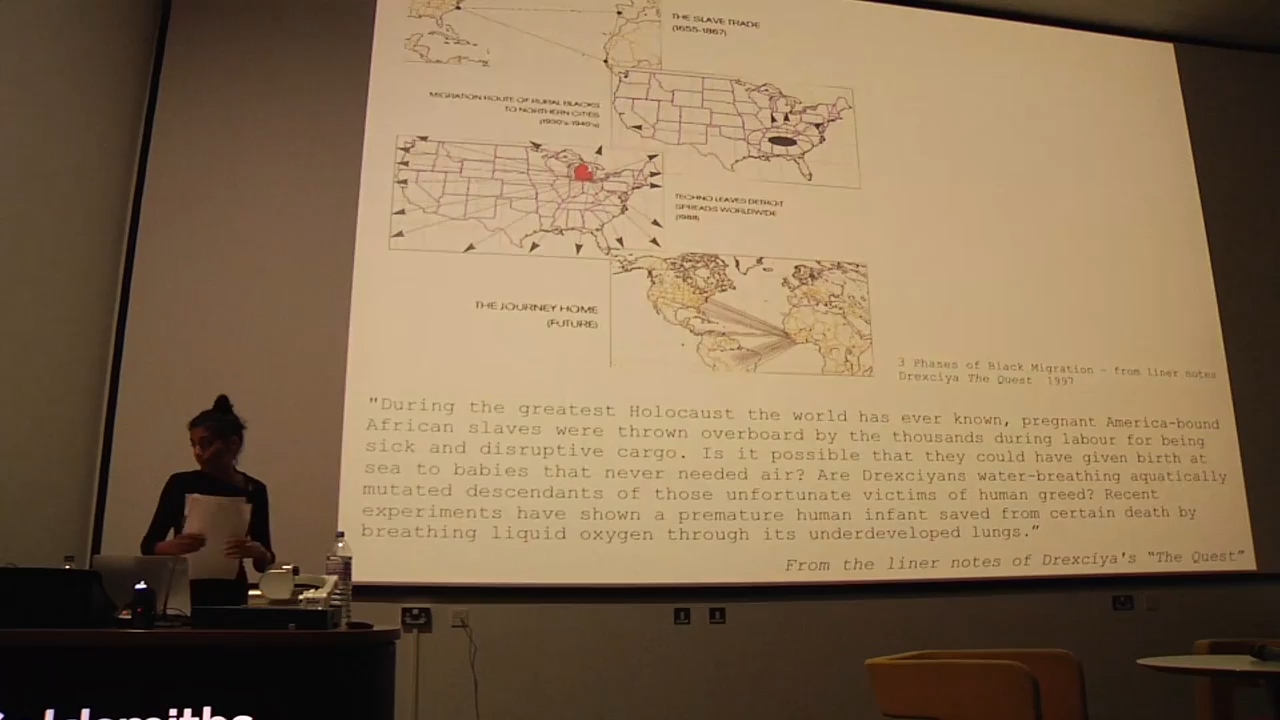 THE SLAVE TRADE
(1655-1867)
MIGRATION ROUTE OF RURAL BLACKS
TO NORTHERN CITIES
(1930's-1940's)
TECHNO LEAVES DETROIT
SPREADS WORLDWIDE
(1988)
THE JOURNEY HOME
(FUTURE)
3 Phases of Black Migration - from liner notes
Drexciya The Quest 1997
"During the greatest Holocaust the world has ever known, pregnant America-bound
African slaves were thrown overboard by the thousands during labour for being
sick and disruptive cargo. Is it possible that they could have given birth at
sea to babies that never needed air? Are Drexciyans water-breathing aquatically
mutated descendants of those unfortunate victims of human greed? Recent
experiments have shown a premature human infant saved from certain death by
breathing liquid oxygen through its underdeveloped lungs.”
From the liner notes of Drexciya's "The Quest"
ldsmiths